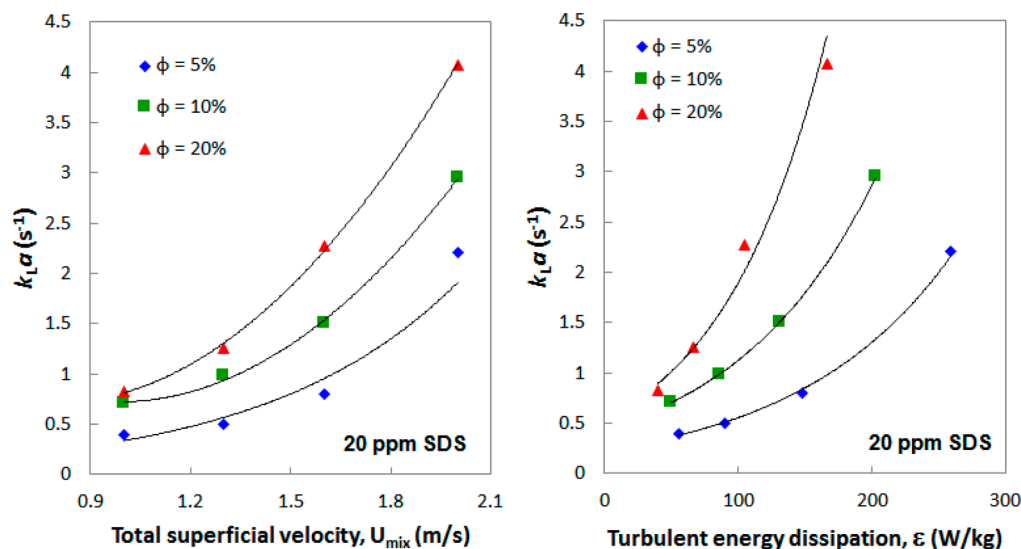 4.5
4
3.5
3
2.5
2
1.5
1
0.5
0
k_L a (s⁻¹)
ϕ = 5%
ϕ = 10%
ϕ = 20%
20 ppm SDS
0.9 1.2 1.5 1.8 2.1
Total superficial velocity, U_mix (m/s)
4.5
4
3.5
3
2.5
2
1.5
1
0.5
0
k_L a (s⁻¹)
ϕ = 5%
ϕ = 10%
ϕ = 20%
20 ppm SDS
0 100 200 300
Turbulent energy dissipation, ε (W/kg)